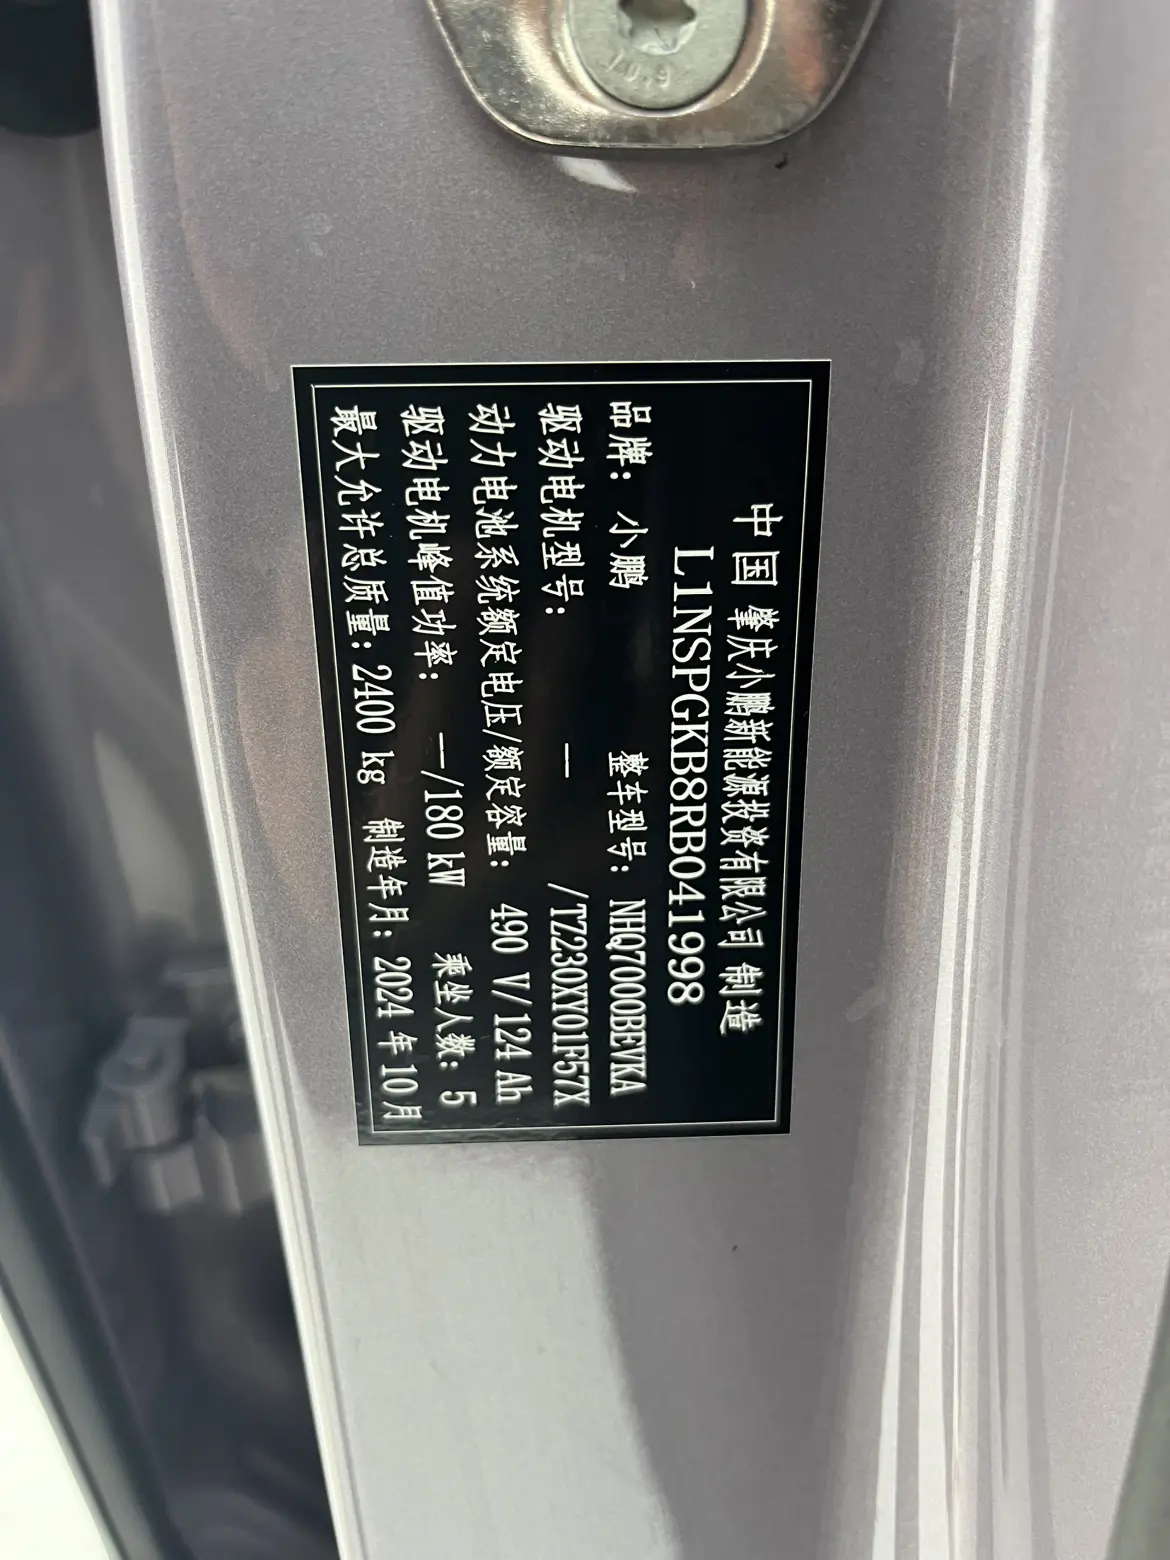 10.9
中国 肇庆小鹏新能源投资有限公司 制造
L1NSPGKB8RB041998
品牌: 小鹏 整车型号: NHQ7000BEVKA
驱动电机型号: — /TZ230XY01F57X
动力电池系统额定电压/额定容量: 490 V/124 Ah
驱动电机峰值功率: —/180 kW 乘坐人数: 5
最大允许总质量: 2400 kg 制造年月: 2024 年 10 月